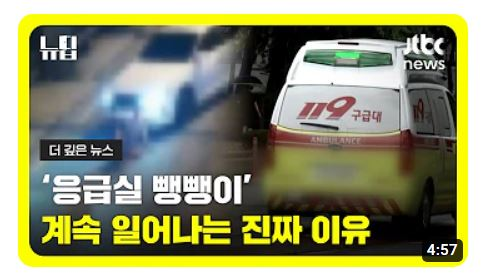 뉴팁
jtbc
news
119 구급대
AMBULANCE
더 깊은 뉴스
‘응급실 뺑뺑이’
계속 일어나는 진짜 이유
4:57